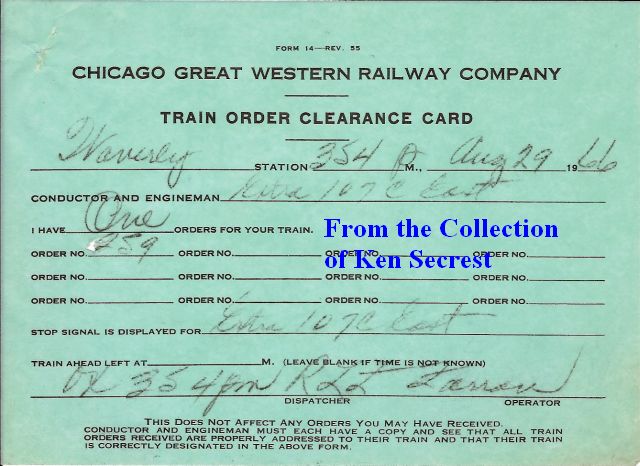 FORM 14—REV. 55
CHICAGO GREAT WESTERN RAILWAY COMPANY
TRAIN ORDER CLEARANCE CARD
Waverly STATION 354 P M., Aug 29 1966
CONDUCTOR AND ENGINEMAN Extra 107C East
I HAVE One ORDERS FOR YOUR TRAIN.
From the Collection of Ken Secrest
ORDER NO. 259 ORDER NO. ORDER NO. ORDER NO.
ORDER NO. ORDER NO. ORDER NO. ORDER NO.
ORDER NO. ORDER NO. ORDER NO. ORDER NO.
STOP SIGNAL IS DISPLAYED FOR Extra 107C East
TRAIN AHEAD LEFT AT M. (LEAVE BLANK IF TIME IS NOT KNOWN)
OK 354 pm
DISPATCHER OPERATOR
THIS DOES NOT AFFECT ANY ORDERS YOU MAY HAVE RECEIVED.
CONDUCTOR AND ENGINEMAN MUST EACH HAVE A COPY AND SEE THAT ALL TRAIN
ORDERS RECEIVED ARE PROPERLY ADDRESSED TO THEIR TRAIN AND THAT THEIR TRAIN
IS CORRECTLY DESIGNATED IN THE ABOVE FORM.